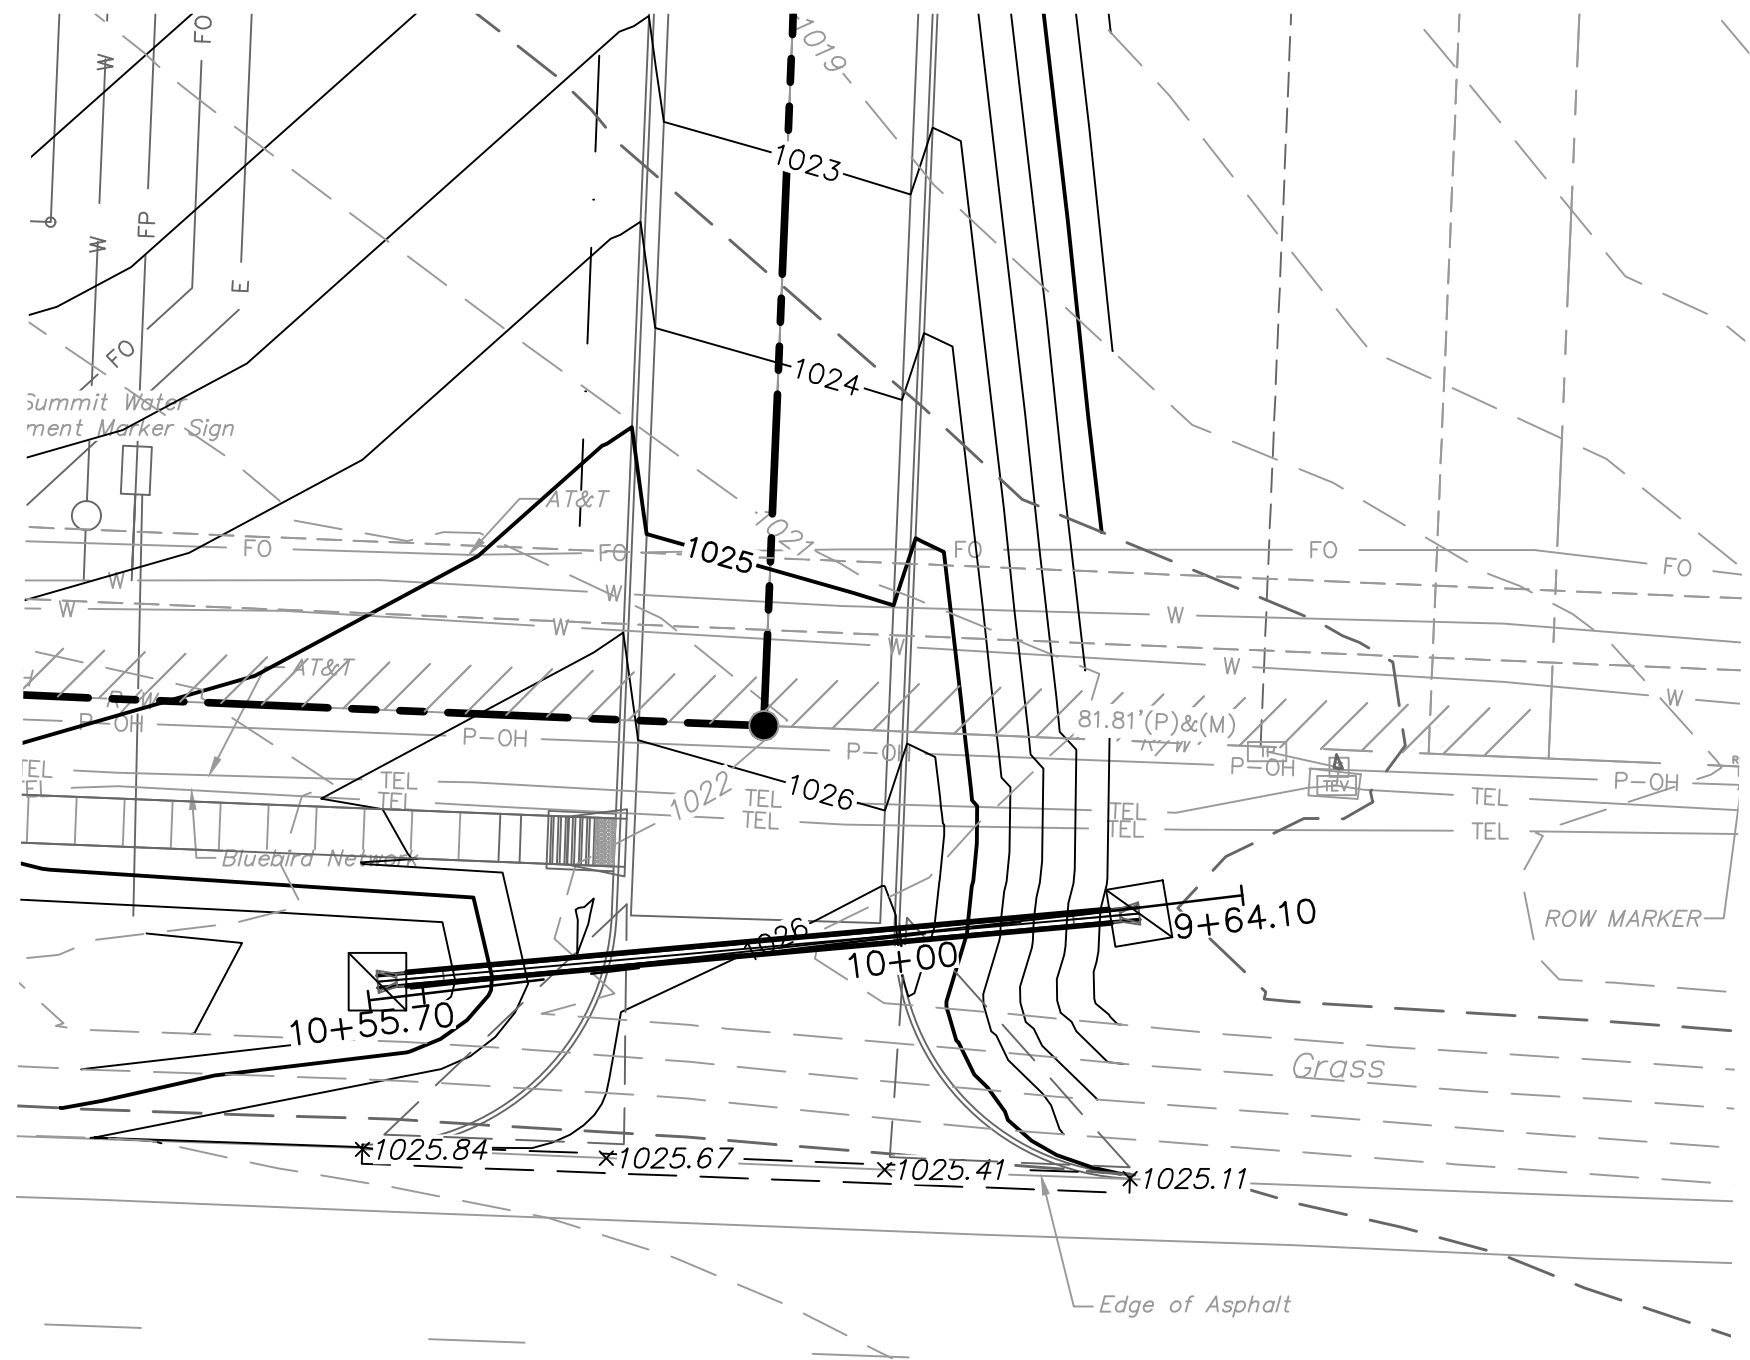 FO
-1019-
W
1023
FP
W
E
FO
1024
Summit Water
ment Marker Sign
AT&T
1021
FO
FO
1025
FO
FO
FO
W
W
W
W
W
W
W
W
AT&T
R/W
P-OH
P-OH
P-OH
81.81'(P)&(M)
R/W
P-OH
P-OH
TEL
TEL
TEL
TEL
TEL
TEL
TEL
TEL
TEL
TEL
TEV
1022
1026
Bluebird Network
ROW MARKER
9+64.10
1026
10+00
10+55.70
Grass
1025.84
1025.67
1025.41
1025.11
Edge of Asphalt